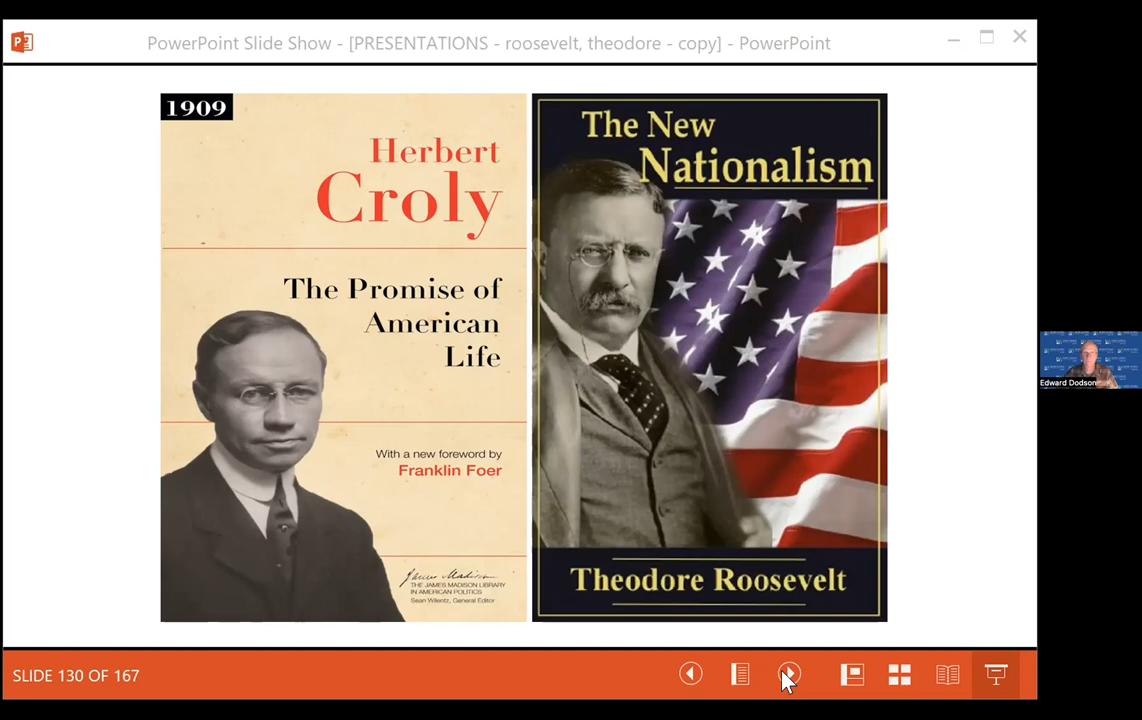 PowerPoint Slide Show - [PRESENTATIONS - roosevelt, theodore - copy] - PowerPoint
1909
Herbert
Croly
The Promise of
American
Life
With a new foreword by
Franklin Foer
James Madison
THE JAMES MADISON LIBRARY
IN AMERICAN POLITICS
Sean Wilentz, General Editor
The New
Nationalism
Theodore Roosevelt
Edward Dodson
SLIDE 130 OF 167